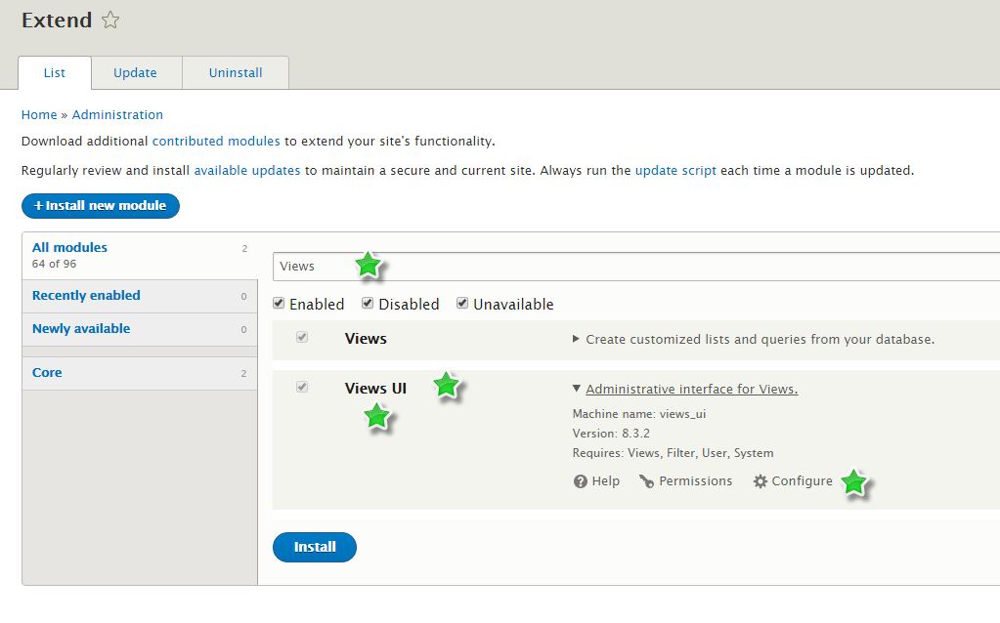 Extend
List Update Uninstall
Home » Administration
Download additional contributed modules to extend your site's functionality.
Regularly review and install available updates to maintain a secure and current site. Always run the update script each time a module is updated.
+Install new module
All modules 2
64 of 96
Recently enabled 0
Newly available 0
Core 2
Views
Enabled Disabled Unavailable
Views Create customized lists and queries from your database.
Views UI Administrative interface for Views.
Machine name: views_ui
Version: 8.3.2
Requires: Views, Filter, User, System
Help Permissions Configure
Install